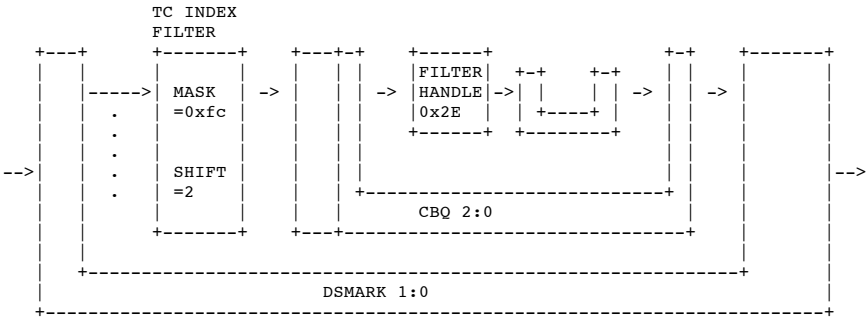 TC INDEX
FILTER
FILTER
MASK
HANDLE
=0xfc
0x2E
SHIFT
=2
CBQ 2:0
DSMARK 1:0